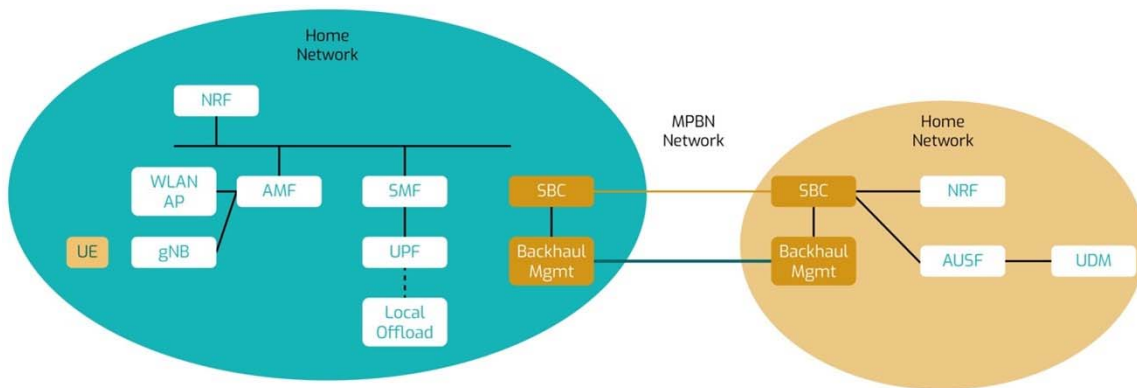 Home
Network
NRF
WLAN
AP
AMF
SMF
SBC
UE
gNB
UPF
Backhaul
Mgmt
Local
Offload
MPBN
Network
Home
Network
SBC
NRF
Backhaul
Mgmt
AUSF
UDM